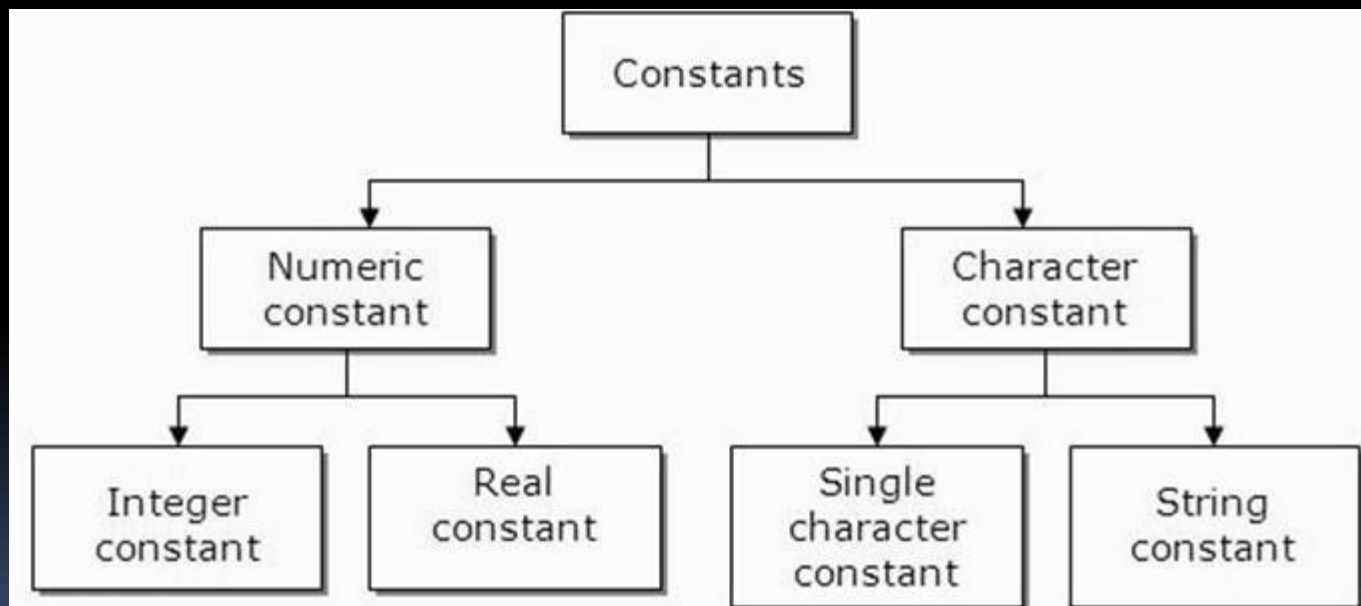 Constants
Numeric
constant
Character
constant
Integer
constant
Real
constant
Single
character
constant
String
constant